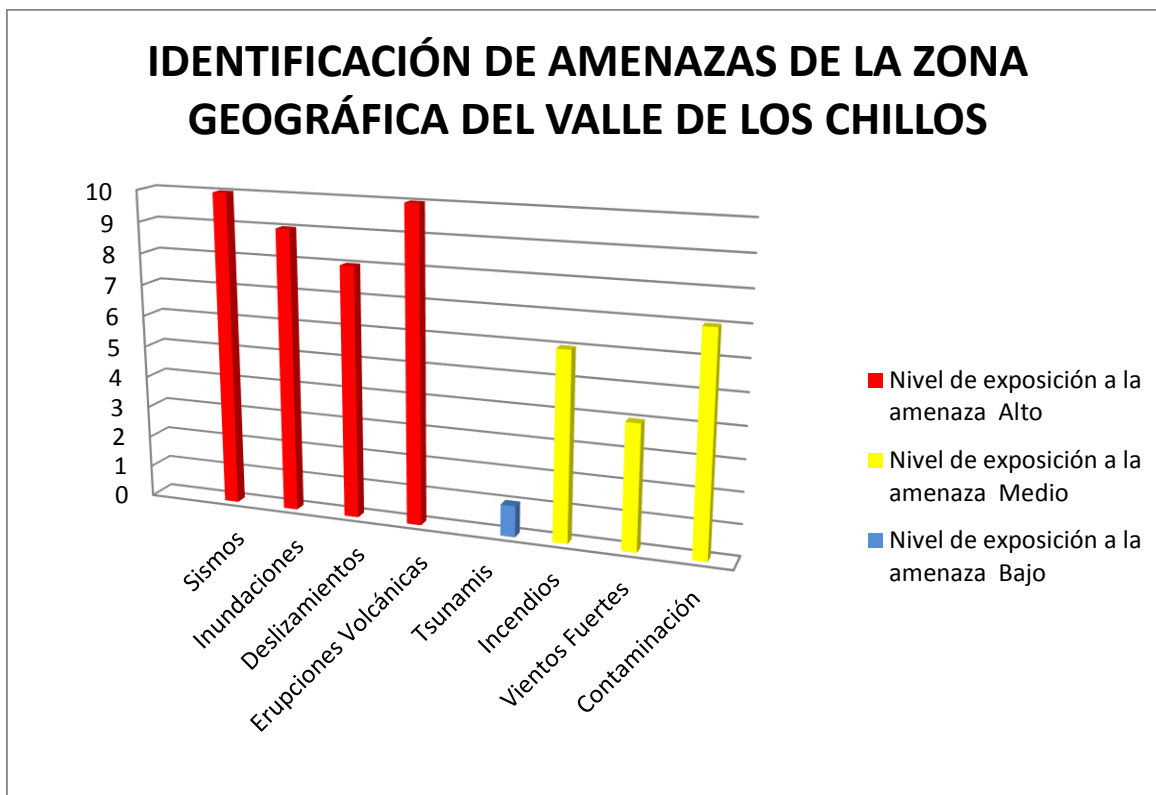 IDENTIFICACIÓN DE AMENAZAS DE LA ZONA
GEOGRÁFICA DEL VALLE DE LOS CHILLOS
10
9
8
7
6
5
4
3
2
1
0
Sismos
Inundaciones
Deslizamientos
Erupciones Volcánicas
Tsunamis
Incendios
Vientos Fuertes
Contaminación
Nivel de exposición a la
amenaza Alto
Nivel de exposición a la
amenaza Medio
Nivel de exposición a la
amenaza Bajo